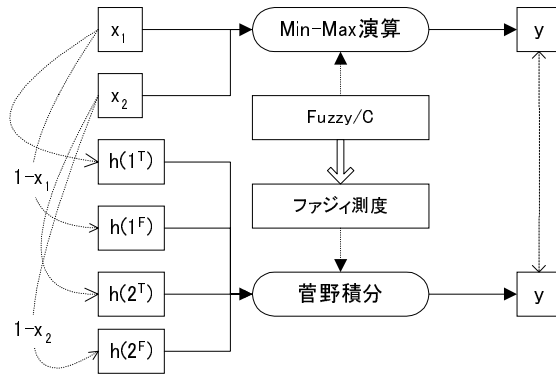 x₁
Min-Max演算
y
x₂
Fuzzy/C
h(1ᵀ)
1-x₁
ファジィ測度
h(1ꟳ)
h(2ᵀ)
菅野積分
y
1-x₂
h(2ꟳ)